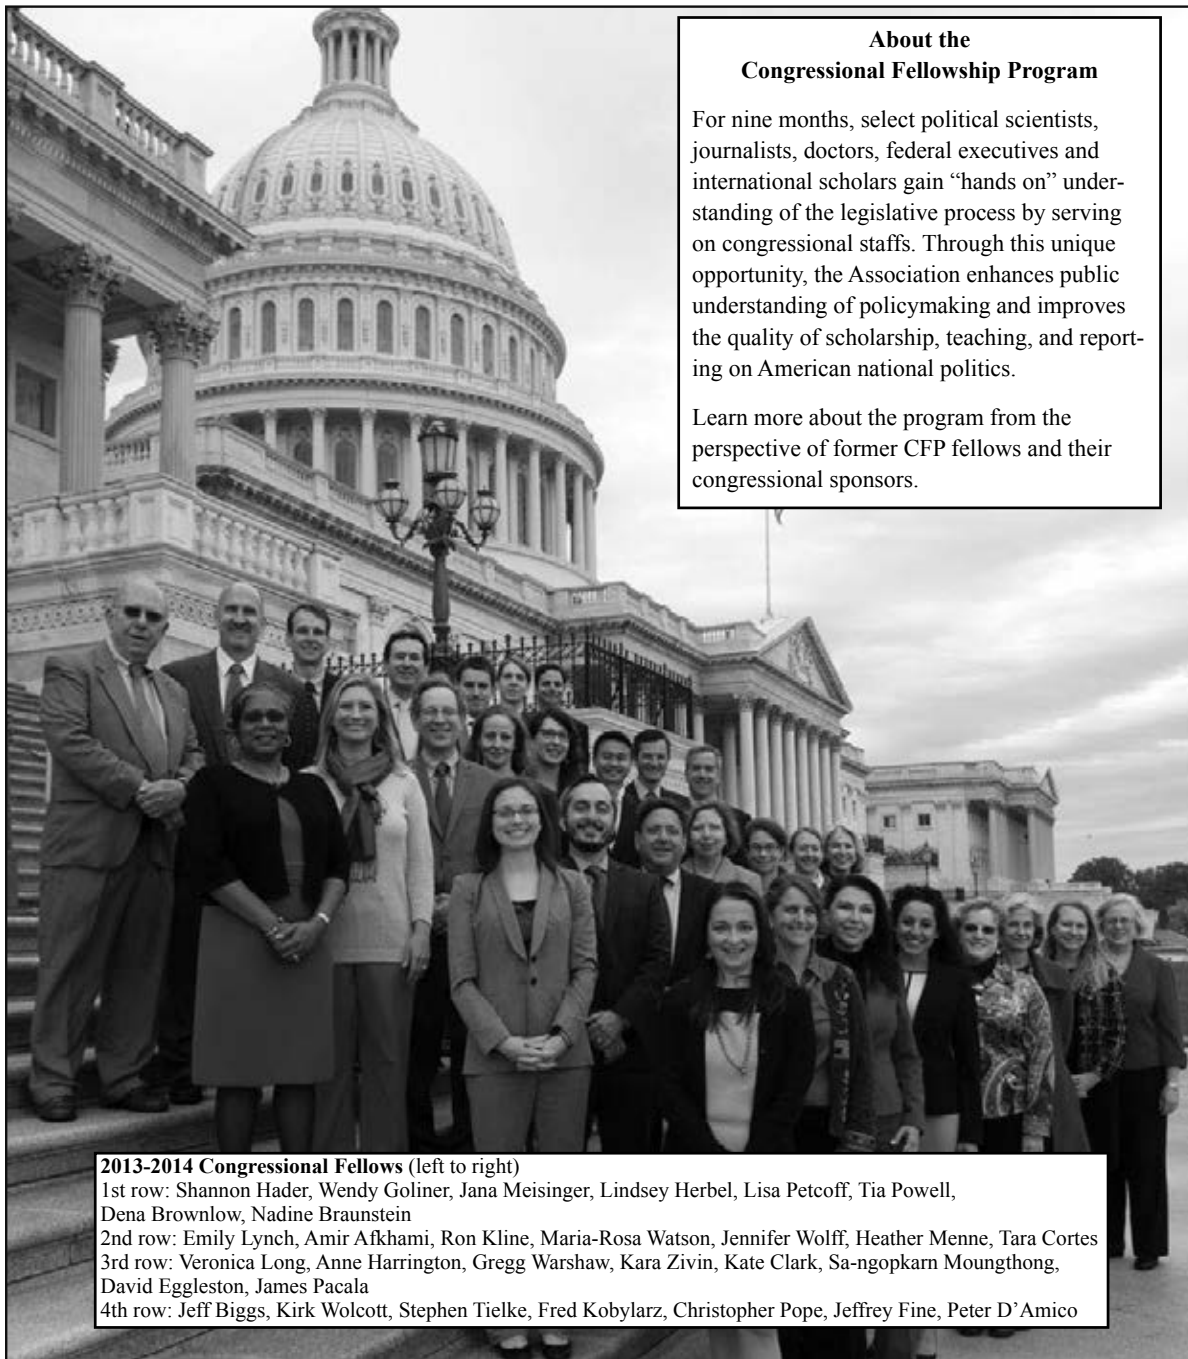 About the
Congressional Fellowship Program
For nine months, select political scientists,
journalists, doctors, federal executives and
international scholars gain “hands on” under-
standing of the legislative process by serving
on congressional staffs. Through this unique
opportunity, the Association enhances public
understanding of policymaking and improves
the quality of scholarship, teaching, and report-
ing on American national politics.
Learn more about the program from the
perspective of former CFP fellows and their
congressional sponsors.
2013-2014 Congressional Fellows (left to right)
1st row: Shannon Hader, Wendy Goliner, Jana Meisinger, Lindsey Herbel, Lisa Petcoff, Tia Powell,
Dena Brownlow, Nadine Braunstein
2nd row: Emily Lynch, Amir Afkhami, Ron Kline, Maria-Rosa Watson, Jennifer Wolff, Heather Menne, Tara Cortes
3rd row: Veronica Long, Anne Harrington, Gregg Warshaw, Kara Zivin, Kate Clark, Sa-ngopkarn Moungthong,
David Eggleston, James Pacala
4th row: Jeff Biggs, Kirk Wolcott, Stephen Tielke, Fred Kobylarz, Christopher Pope, Jeffrey Fine, Peter D’Amico